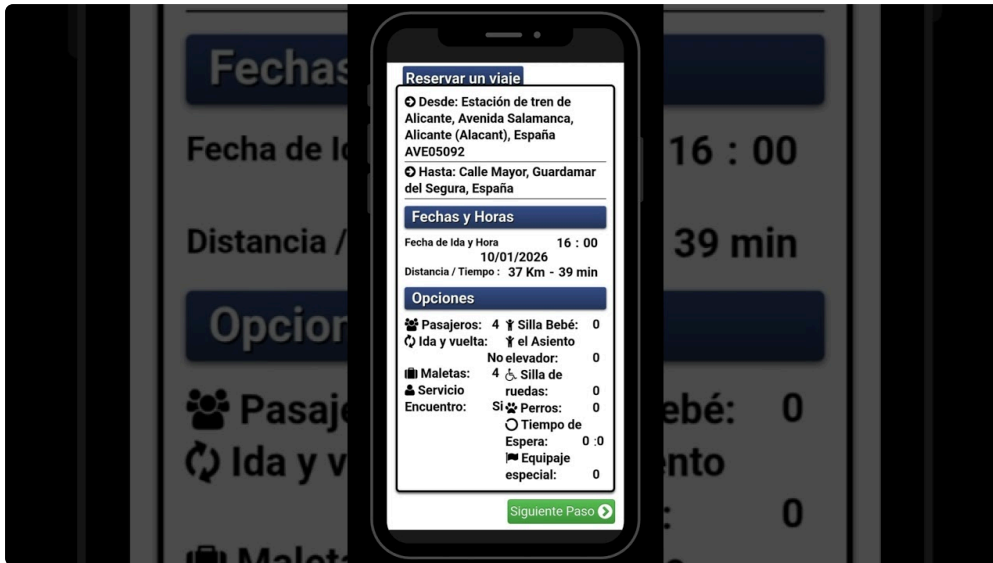 Reservar un viaje
Desde: Estación de tren de
Alicante, Avenida Salamanca,
Alicante (Alacant), España
AVE05092
Hasta: Calle Mayor, Guardamar
del Segura, España
Fechas y Horas
Fecha de Ida y Hora 16 : 00
10/01/2026
Distancia / Tiempo : 37 Km - 39 min
Opciones
Pasajeros: 4 Silla Bebé: 0
Ida y vuelta: el Asiento
No elevador: 0
Maletas: 4 Silla de
Servicio ruedas: 0
Encuentro: Si Perros: 0
Tiempo de
Espera: 0 :0
Equipaje
especial: 0
Siguiente Paso
Fechas
Fecha de Id 16 : 00
Distancia / 39 min
Opcion
Pasaje ebé: 0
Ida y v nto
: 0
Maleta